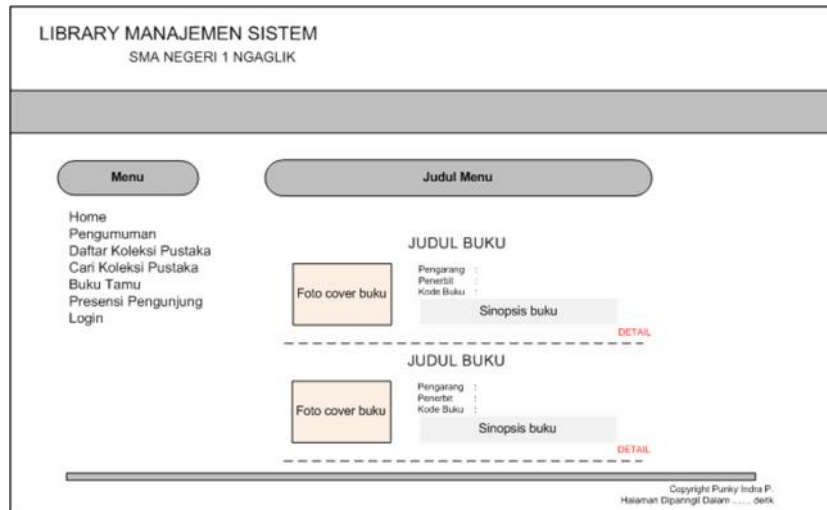 LIBRARY MANAJEMEN SISTEM
SMA NEGERI 1 NGAGLIK
Menu
Judul Menu
Home
Pengumuman
Daftar Koleksi Pustaka
Cari Koleksi Pustaka
Buku Tamu
Presensi Pengunjung
Login
JUDUL BUKU
Foto cover buku
Pengarang :
Penerbit :
Kode Buku :
Sinopsis buku
DETAIL
JUDUL BUKU
Foto cover buku
Pengarang :
Penerbit :
Kode Buku :
Sinopsis buku
DETAIL
Copyright Punky Indra P.
Halaman Dipanngil Dalam ..... detik